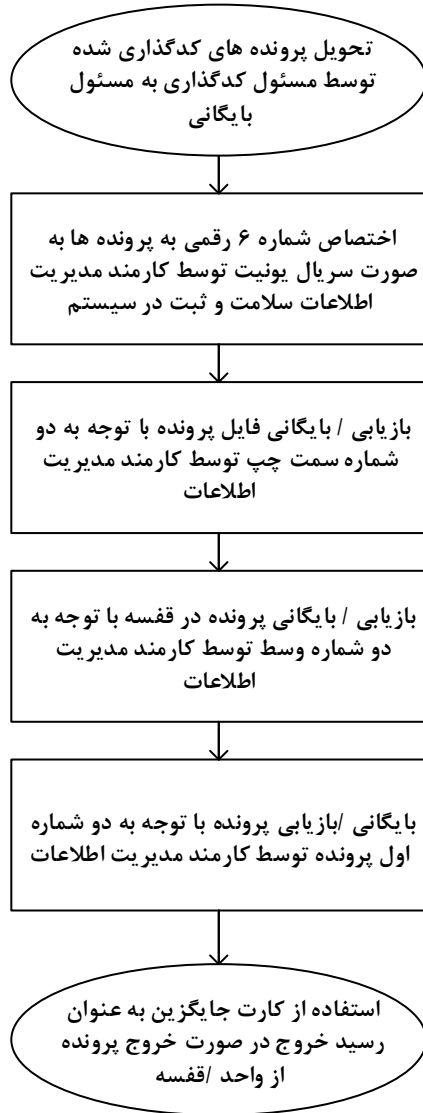 تحویل پرونده های کدگذاری شده
توسط مسئول کدگذاری به مسئول
بایگانی
اختصاص شماره ۶ رقمی به پرونده ها به
صورت سریال یونیت توسط کارمند مدیریت
اطلاعات سلامت و ثبت در سیستم
بازیابی / بایگانی فایل پرونده با توجه به دو
شماره سمت چپ توسط کارمند مدیریت
اطلاعات
بازیابی / بایگانی پرونده در قفسه با توجه به
دو شماره وسط توسط کارمند مدیریت
اطلاعات
بایگانی /بازیابی پرونده با توجه به دو شماره
اول پرونده توسط کارمند مدیریت اطلاعات
استفاده از کارت جایگزین به عنوان
رسید خروج در صورت خروج پرونده
از واحد /قفسه